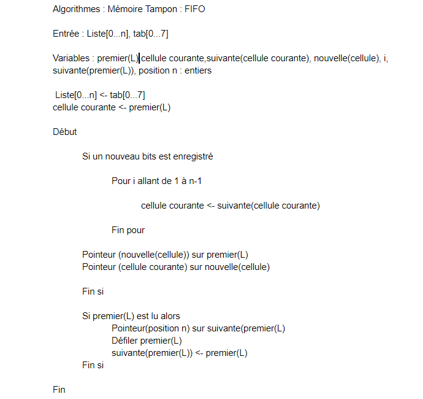 Algorithmes : Mémoire Tampon : FIFO
Entrée : Liste[0...n], tab[0...7]
Variables : premier(L),cellule courante,suivante(cellule courante), nouvelle(cellule), i,
suivante(premier(L)), position n : entiers
Liste[0...n] <- tab[0...7]
cellule courante <- premier(L)
Début
Si un nouveau bits est enregistré
Pour i allant de 1 à n-1
cellule courante <- suivante(cellule courante)
Fin pour
Pointeur (nouvelle(cellule)) sur premier(L)
Pointeur (cellule courante) sur nouvelle(cellule)
Fin si
Si premier(L) est lu alors
Pointeur(position n) sur suivante(premier(L)
Défiler premier(L)
suivante(premier(L)) <- premier(L)
Fin si
Fin